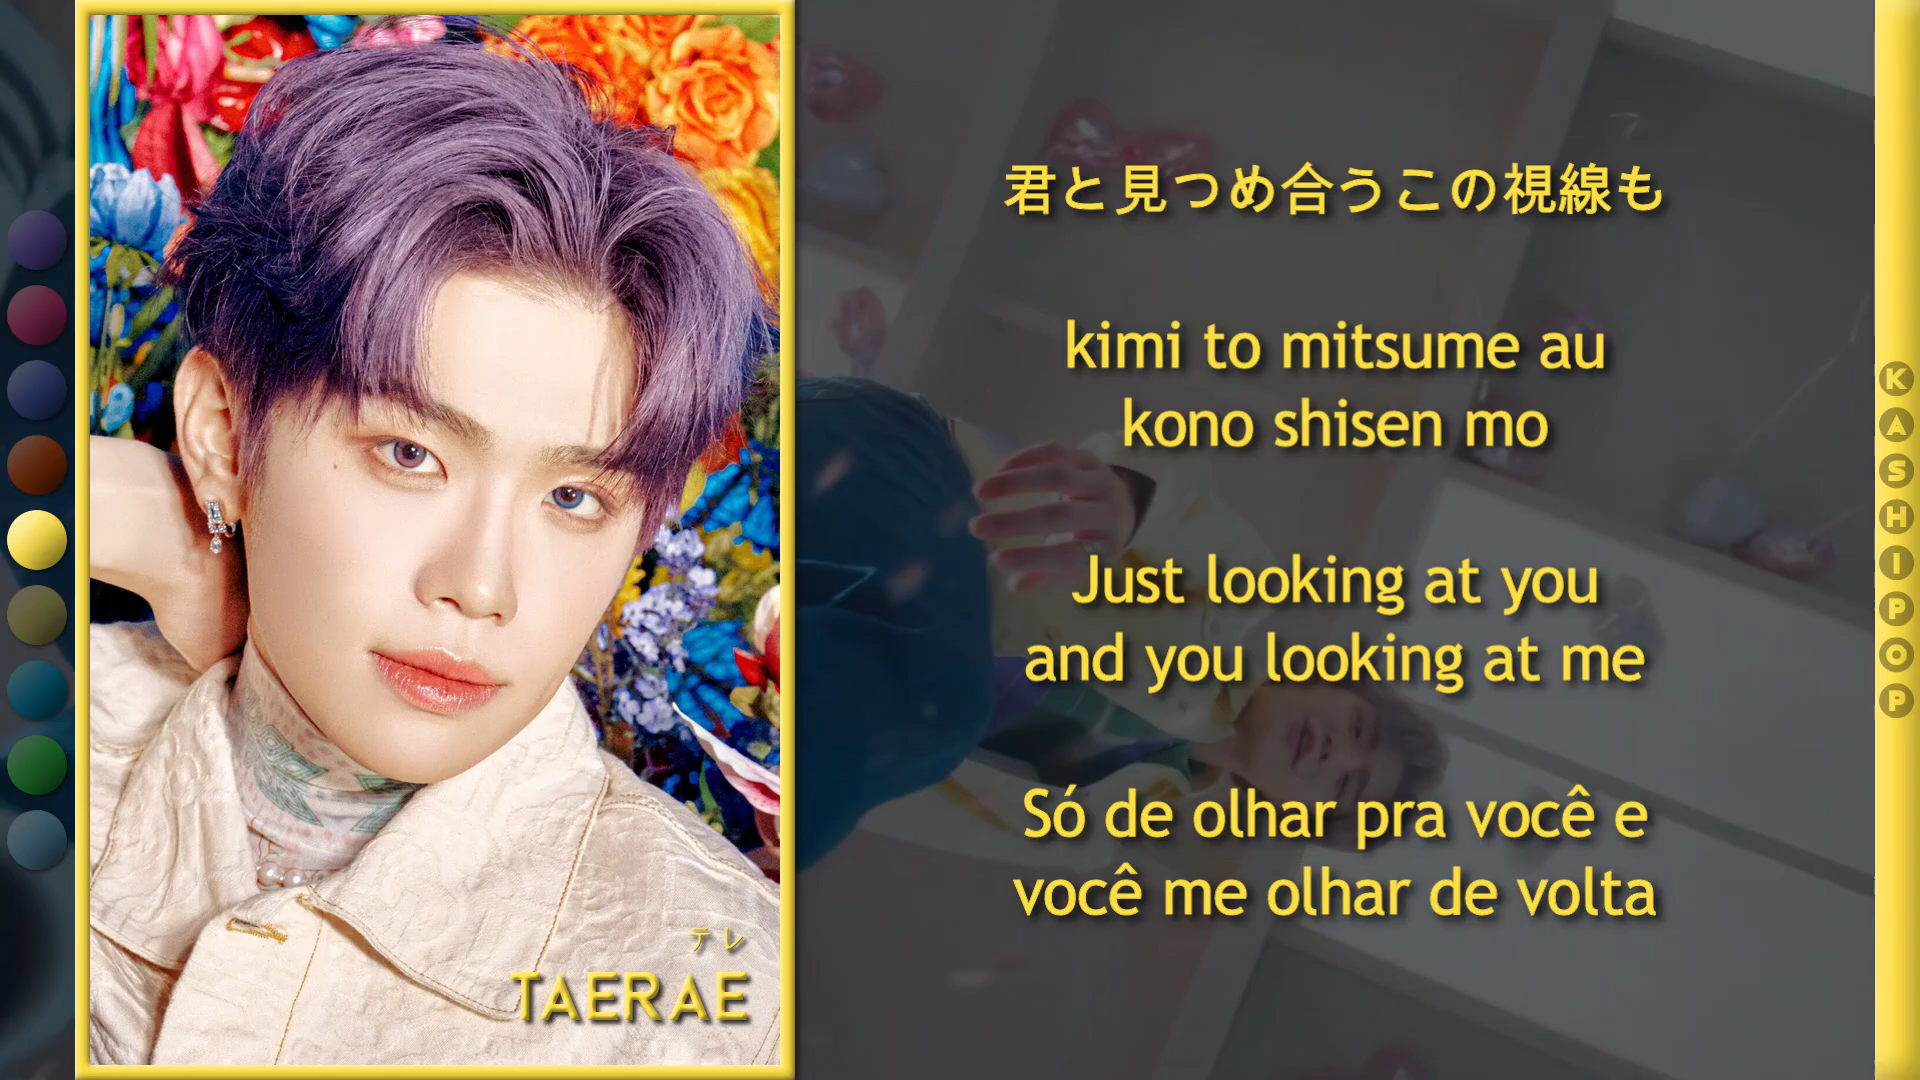 君と見つめ合うこの視線も
kimi to mitsume au
kono shisen mo
Just looking at you
and you looking at me
Só de olhar pra você e
você me olhar de volta
テレ
TAERAE
KASHIPOP